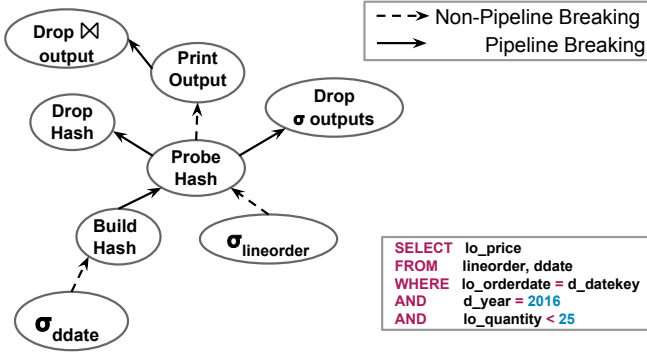 Non-Pipeline Breaking
Pipeline Breaking
Drop ⋈
output
Print
Output
Drop
Hash
Drop
σ outputs
Probe
Hash
Build
Hash
σlineorder
σddate
SELECT lo_price
FROM lineorder, ddate
WHERE lo_orderdate = d_datekey
AND d_year = 2016
AND lo_quantity < 25